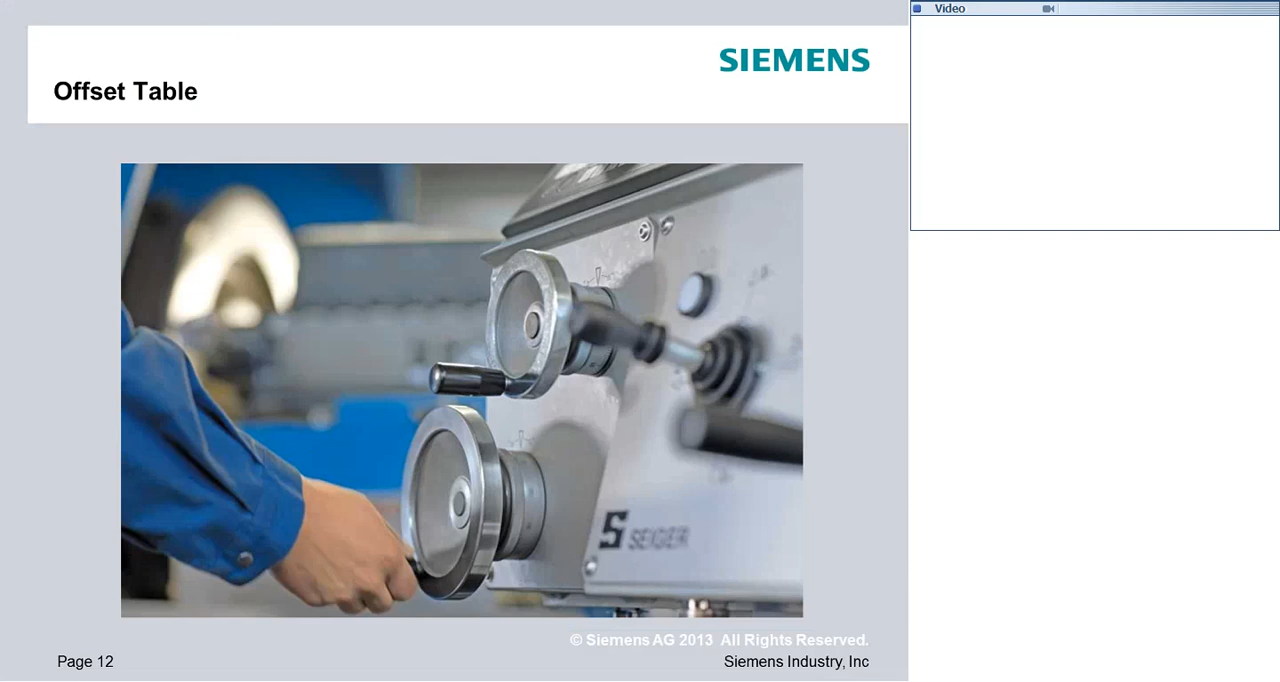 Video
SIEMENS
Offset Table
S SEIGER
© Siemens AG 2013 All Rights Reserved.
Page 12
Siemens Industry, Inc